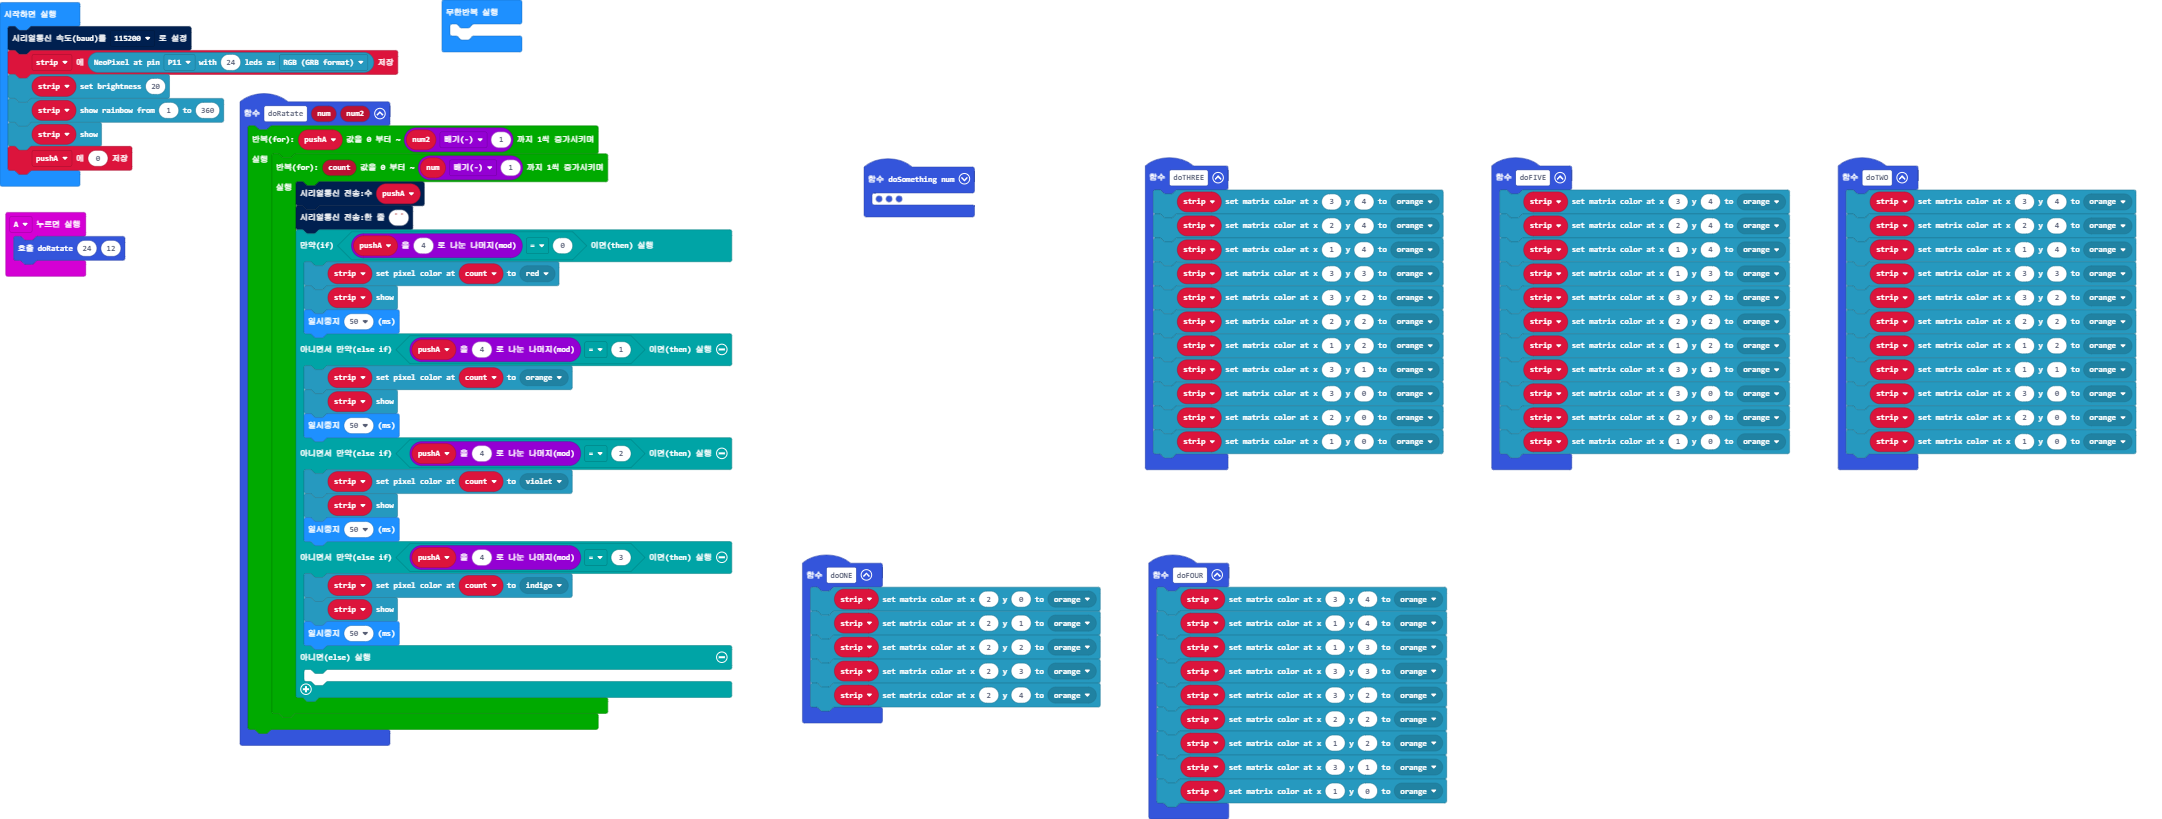 시작하면 실행
시리얼통신 속도(baud)를 115200 로 설정
strip 에 NeoPixel at pin P11 with 24 leds as RGB (GRB format) 저장
strip set brightness 20
strip show rainbow from 1 to 360
strip show
pushA 에 0 저장
A 누르면 실행
호출 doRatate 24 12
무한반복 실행
함수 doRatate num num2
반복(for): pushA 값을 0 부터 ~ num2 빼기(-) 1 까지 1씩 증가시키며
실행
반복(for): count 값을 0 부터 ~ num 빼기(-) 1 까지 1씩 증가시키며
실행
시리얼통신 전송:수 pushA
시리얼통신 전송:한 줄 " "
만약(if) pushA 을 4 로 나눈 나머지(mod) = 0 이면(then) 실행
strip set pixel color at count to red
strip show
일시중지 50 (ms)
아니면서 만약(else if) pushA 을 4 로 나눈 나머지(mod) = 1 이면(then) 실행
strip set pixel color at count to orange
strip show
일시중지 50 (ms)
아니면서 만약(else if) pushA 을 4 로 나눈 나머지(mod) = 2 이면(then) 실행
strip set pixel color at count to violet
strip show
일시중지 50 (ms)
아니면서 만약(else if) pushA 을 4 로 나눈 나머지(mod) = 3 이면(then) 실행
strip set pixel color at count to indigo
strip show
일시중지 50 (ms)
아니면(else) 실행
함수 doSomething num
함수 doTHREE
strip set matrix color at x 3 y 4 to orange
strip set matrix color at x 2 y 4 to orange
strip set matrix color at x 1 y 4 to orange
strip set matrix color at x 3 y 3 to orange
strip set matrix color at x 3 y 2 to orange
strip set matrix color at x 2 y 2 to orange
strip set matrix color at x 1 y 2 to orange
strip set matrix color at x 3 y 1 to orange
strip set matrix color at x 3 y 0 to orange
strip set matrix color at x 2 y 0 to orange
strip set matrix color at x 1 y 0 to orange
함수 doFIVE
strip set matrix color at x 3 y 4 to orange
strip set matrix color at x 2 y 4 to orange
strip set matrix color at x 1 y 4 to orange
strip set matrix color at x 1 y 3 to orange
strip set matrix color at x 3 y 2 to orange
strip set matrix color at x 2 y 2 to orange
strip set matrix color at x 1 y 2 to orange
strip set matrix color at x 3 y 1 to orange
strip set matrix color at x 3 y 0 to orange
strip set matrix color at x 2 y 0 to orange
strip set matrix color at x 1 y 0 to orange
함수 doTWO
strip set matrix color at x 3 y 4 to orange
strip set matrix color at x 2 y 4 to orange
strip set matrix color at x 1 y 4 to orange
strip set matrix color at x 3 y 3 to orange
strip set matrix color at x 3 y 2 to orange
strip set matrix color at x 2 y 2 to orange
strip set matrix color at x 1 y 2 to orange
strip set matrix color at x 1 y 1 to orange
strip set matrix color at x 3 y 0 to orange
strip set matrix color at x 2 y 0 to orange
strip set matrix color at x 1 y 0 to orange
함수 doONE
strip set matrix color at x 2 y 0 to orange
strip set matrix color at x 2 y 1 to orange
strip set matrix color at x 2 y 2 to orange
strip set matrix color at x 2 y 3 to orange
strip set matrix color at x 2 y 4 to orange
함수 doFOUR
strip set matrix color at x 3 y 4 to orange
strip set matrix color at x 1 y 4 to orange
strip set matrix color at x 1 y 3 to orange
strip set matrix color at x 3 y 3 to orange
strip set matrix color at x 3 y 2 to orange
strip set matrix color at x 2 y 2 to orange
strip set matrix color at x 1 y 2 to orange
strip set matrix color at x 3 y 1 to orange
strip set matrix color at x 1 y 0 to orange